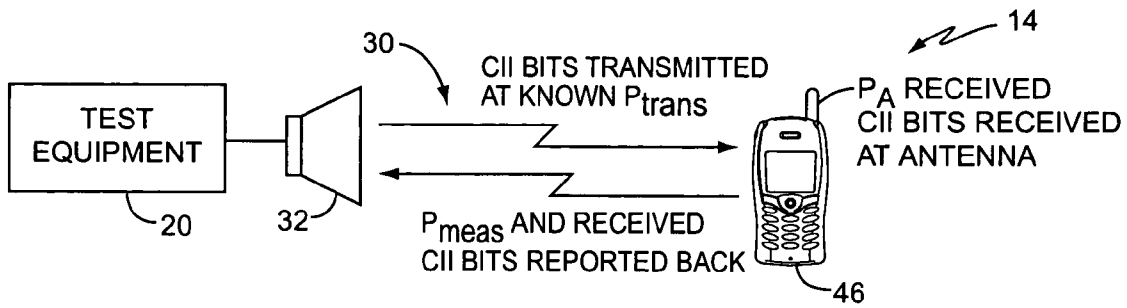 30
14
CII BITS TRANSMITTED
AT KNOWN Ptrans
PA RECEIVED
CII BITS RECEIVED
AT ANTENNA
TEST
EQUIPMENT
20
32
Pmeas AND RECEIVED
CII BITS REPORTED BACK
46